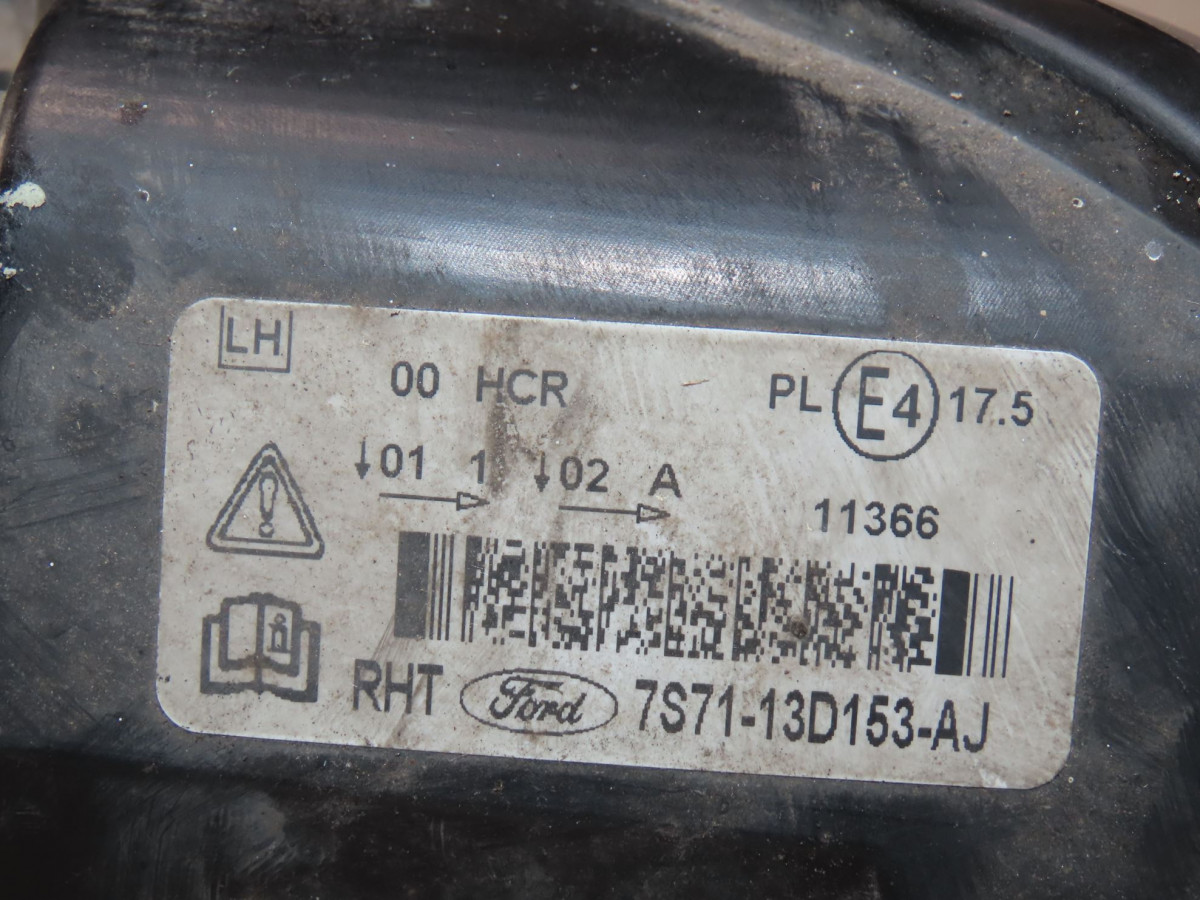 LH
00 HCR PL E4 17.5
↓01 1 ↓02 A
11366
RHT Ford 7S71-13D153-AJ